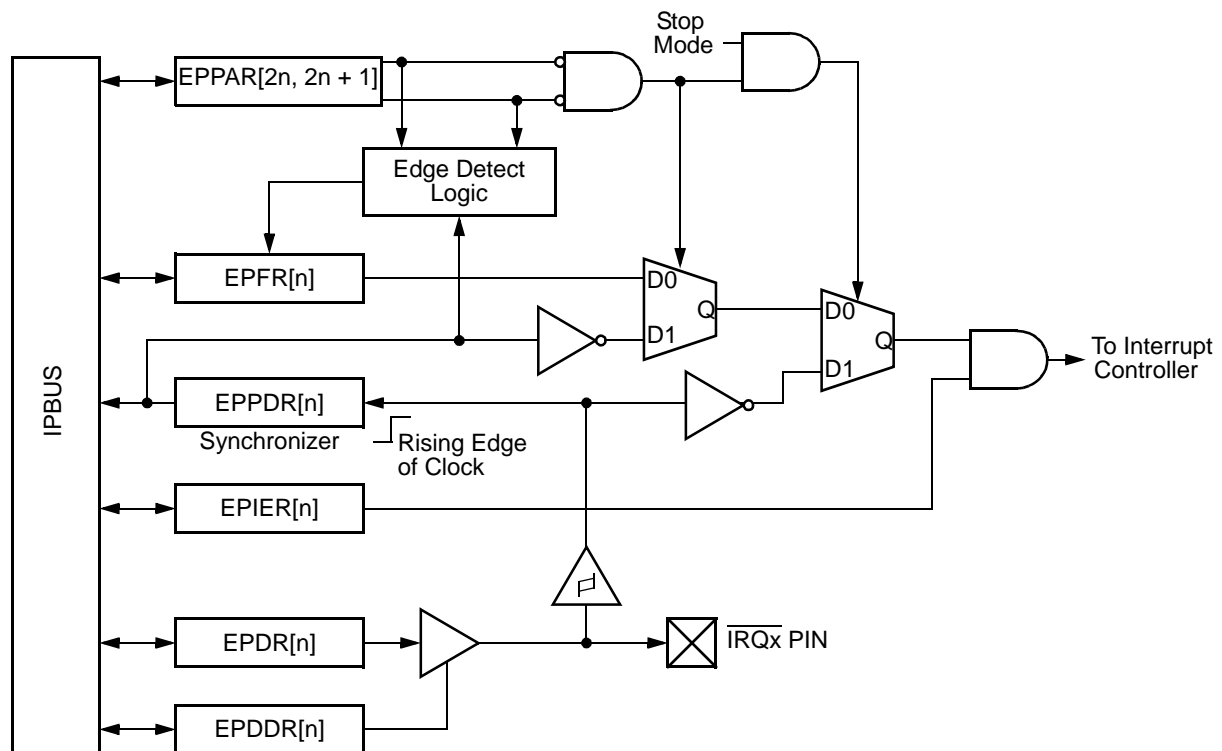 Stop
Mode
EPPAR[2n, 2n + 1]
Edge Detect
Logic
EPFR[n]
D0
Q
D1
D0
Q
D1
To Interrupt
Controller
IPBUS
EPPDR[n]
Synchronizer
Rising Edge
of Clock
EPIER[n]
EPDR[n]
IRQx PIN
EPDDR[n]